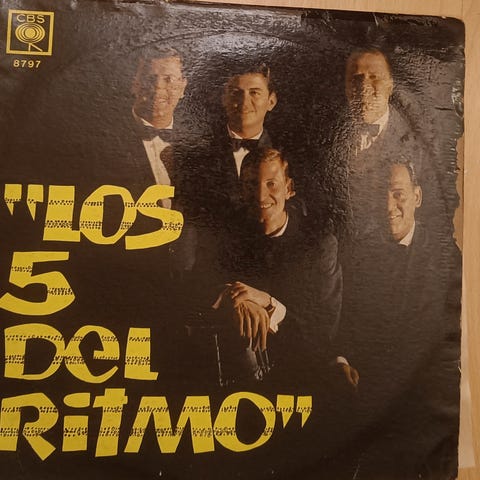 CBS
8797
"LOS
5
DEL
RITMO"